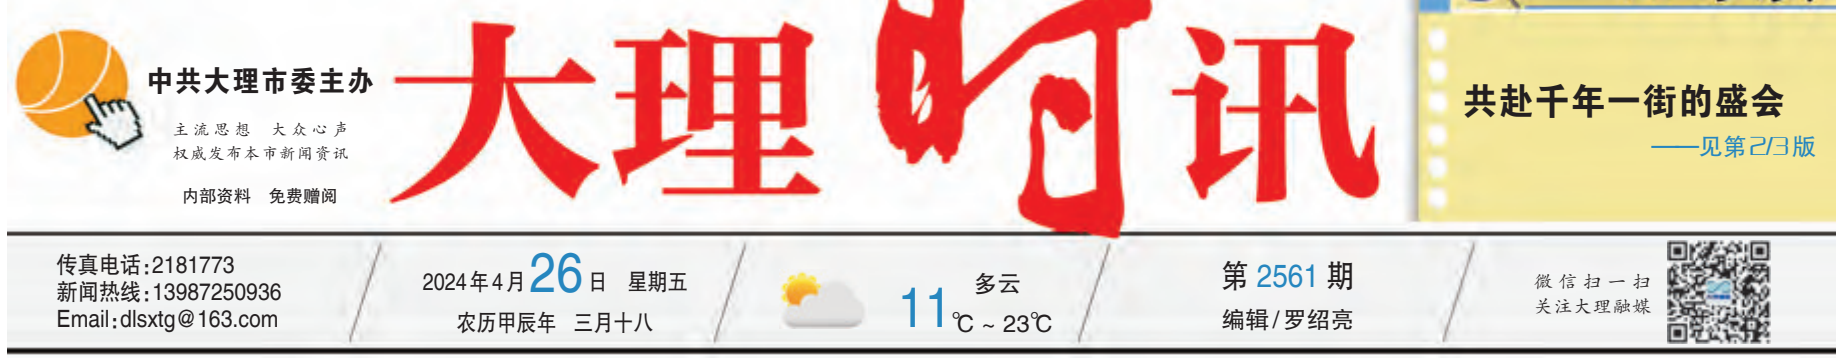 中共大理市委主办
主流思想 大众心声
权威发布本市新闻资讯
内部资料 免费赠阅
大理时讯
共赴千年一街的盛会
——见第2/3版
传真电话:2181773
新闻热线:13987250936
Email:dlsxtg@163.com
2024年4月26日 星期五
农历甲辰年 三月十八
多云
11℃～23℃
第 2561 期
编辑/罗绍亮
微信扫一扫
关注大理融媒